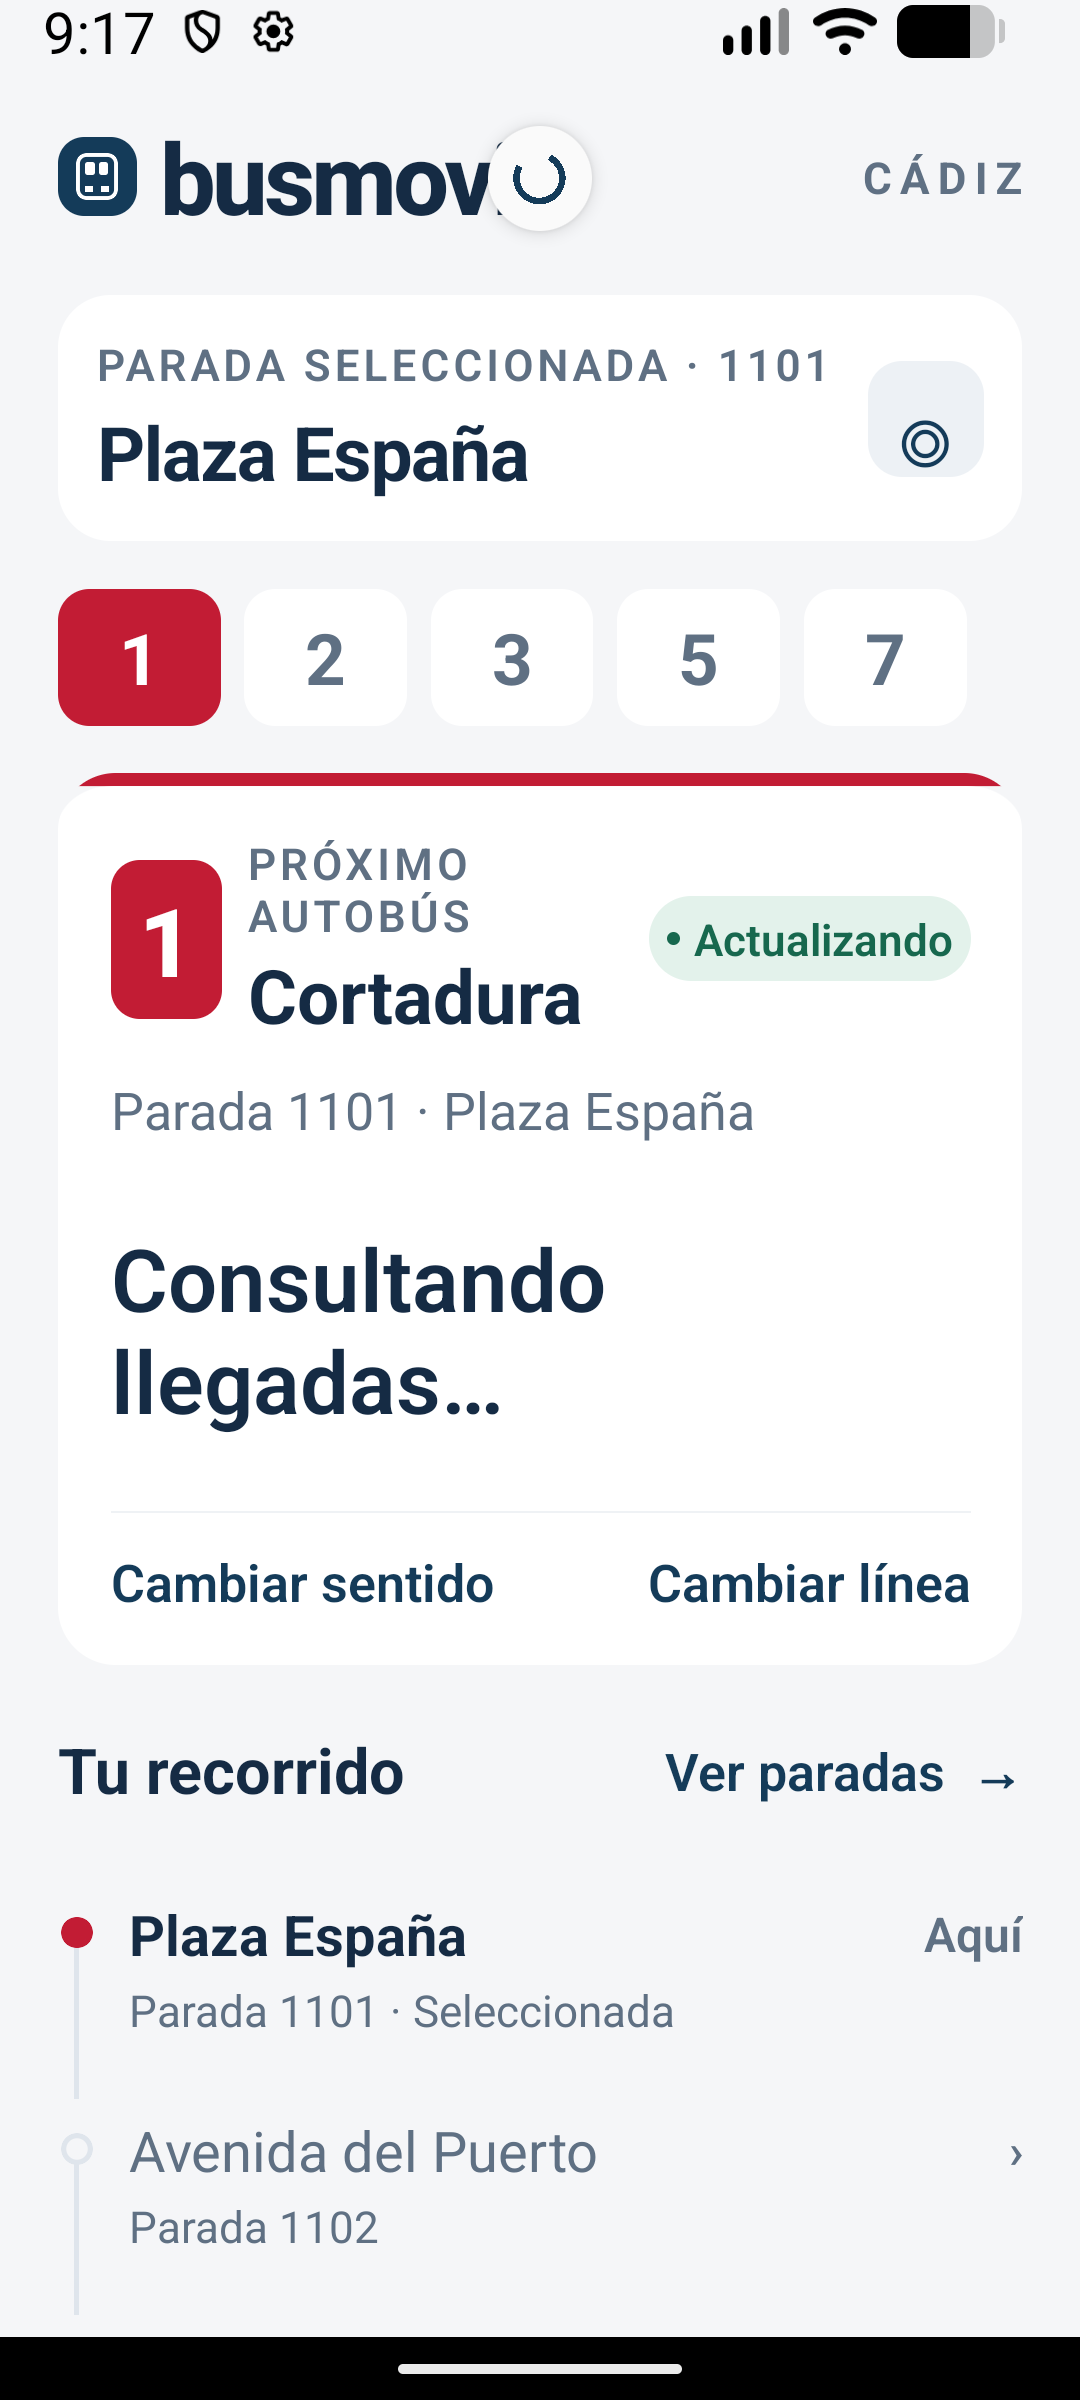 9:17
busmov
CÁDIZ
PARADA SELECCIONADA · 1101
Plaza España
1 2 3 5 7
1
PRÓXIMO
AUTOBÚS
Cortadura
• Actualizando
Parada 1101 · Plaza España
Consultando
llegadas…
Cambiar sentido
Cambiar línea
Tu recorrido
Ver paradas →
Plaza España
Aquí
Parada 1101 · Seleccionada
Avenida del Puerto ›
Parada 1102